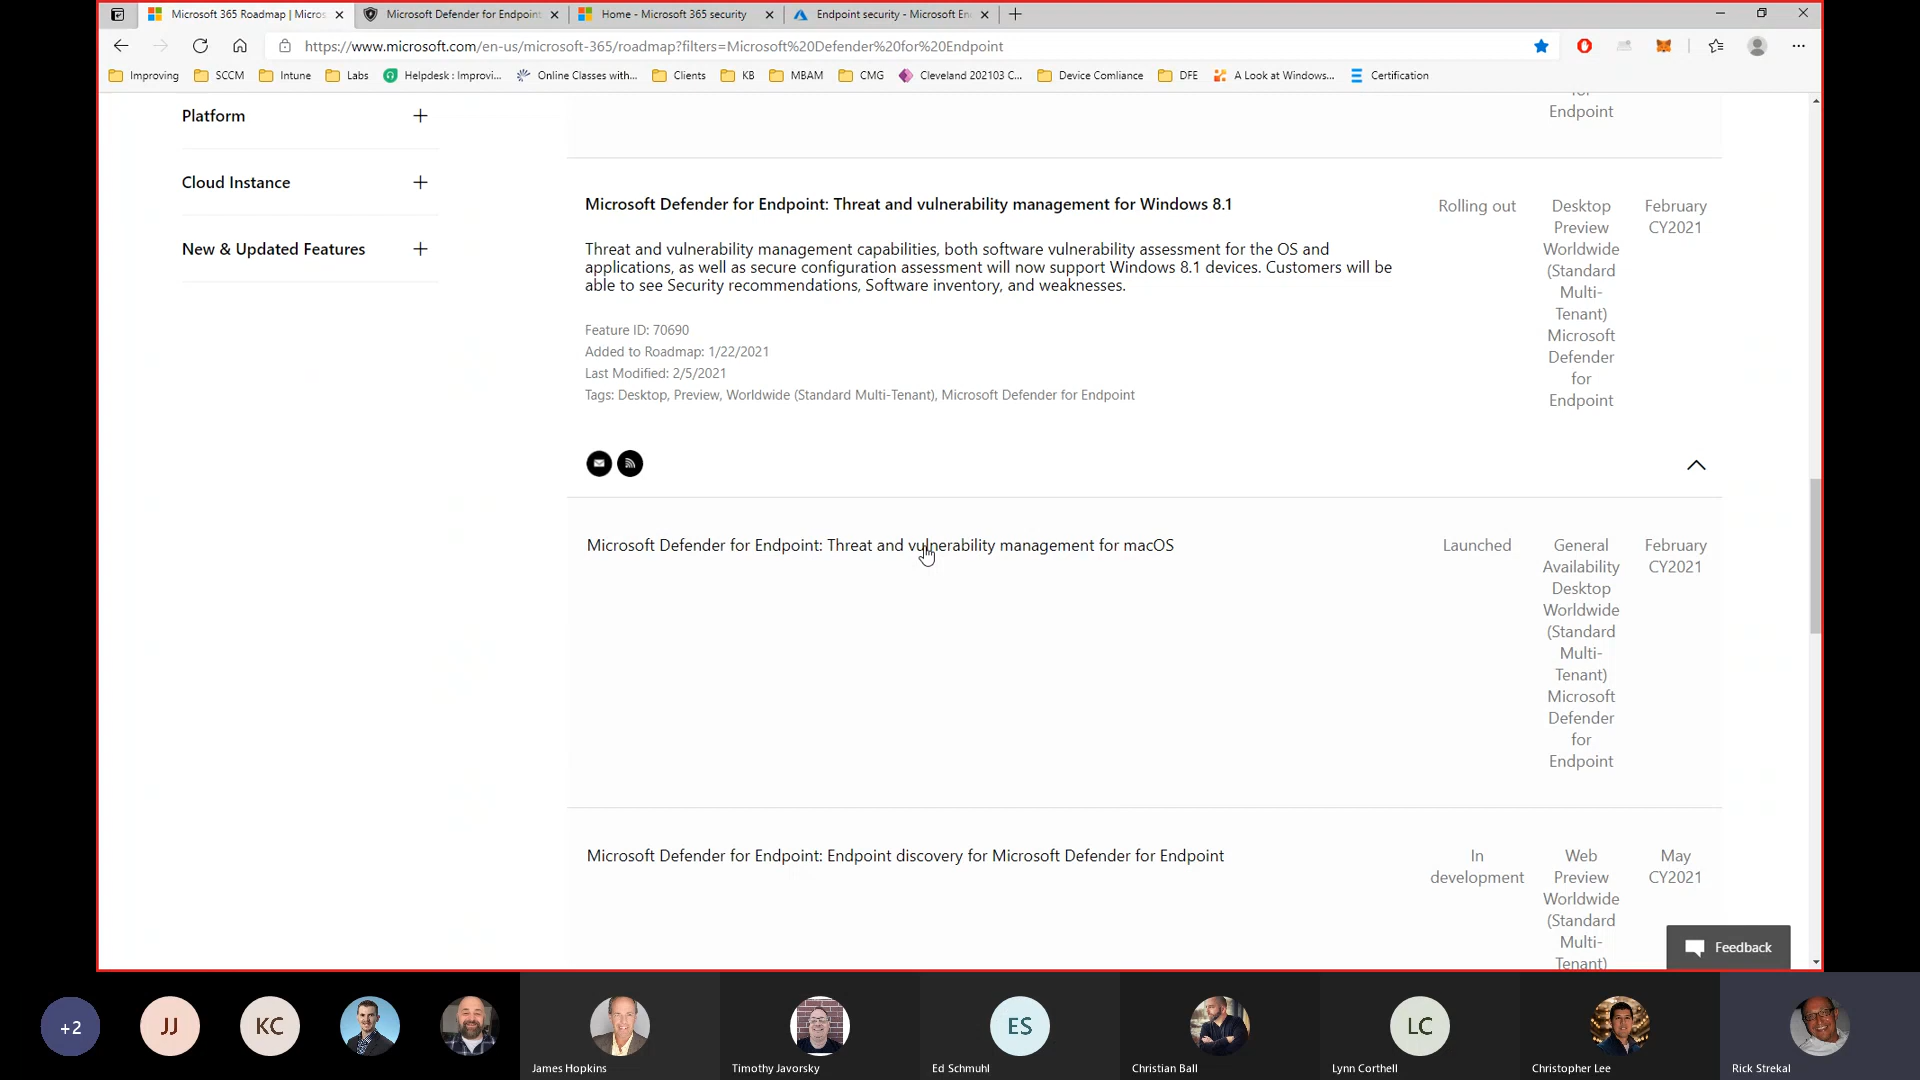 Microsoft 365 Roadmap | Micros
Microsoft Defender for Endpoint
Home - Microsoft 365 security
Endpoint security - Microsoft En
https://www.microsoft.com/en-us/microsoft-365/roadmap?filters=Microsoft%20Defender%20for%20Endpoint
Improving
SCCM
Intune
Labs
Helpdesk : Improvi...
Online Classes with...
Clients
KB
MBAM
CMG
Cleveland 202103 C...
Device Comliance
DFE
A Look at Windows...
Certification
Platform
Cloud Instance
New & Updated Features
for
Endpoint
Microsoft Defender for Endpoint: Threat and vulnerability management for Windows 8.1
Threat and vulnerability management capabilities, both software vulnerability assessment for the OS and
applications, as well as secure configuration assessment will now support Windows 8.1 devices. Customers will be
able to see Security recommendations, Software inventory, and weaknesses.
Feature ID: 70690
Added to Roadmap: 1/22/2021
Last Modified: 2/5/2021
Tags: Desktop, Preview, Worldwide (Standard Multi-Tenant), Microsoft Defender for Endpoint
Rolling out
Desktop
Preview
Worldwide
(Standard
Multi-
Tenant)
Microsoft
Defender
for
Endpoint
February
CY2021
Microsoft Defender for Endpoint: Threat and vulnerability management for macOS
Launched
General
Availability
Desktop
Worldwide
(Standard
Multi-
Tenant)
Microsoft
Defender
for
Endpoint
February
CY2021
Microsoft Defender for Endpoint: Endpoint discovery for Microsoft Defender for Endpoint
In
development
Web
Preview
Worldwide
(Standard
Multi-
Tenant)
May
CY2021
Feedback
+2
JJ
KC
James Hopkins
Timothy Javorsky
ES
Ed Schmuhl
Christian Ball
LC
Lynn Corthell
Christopher Lee
Rick Strekal